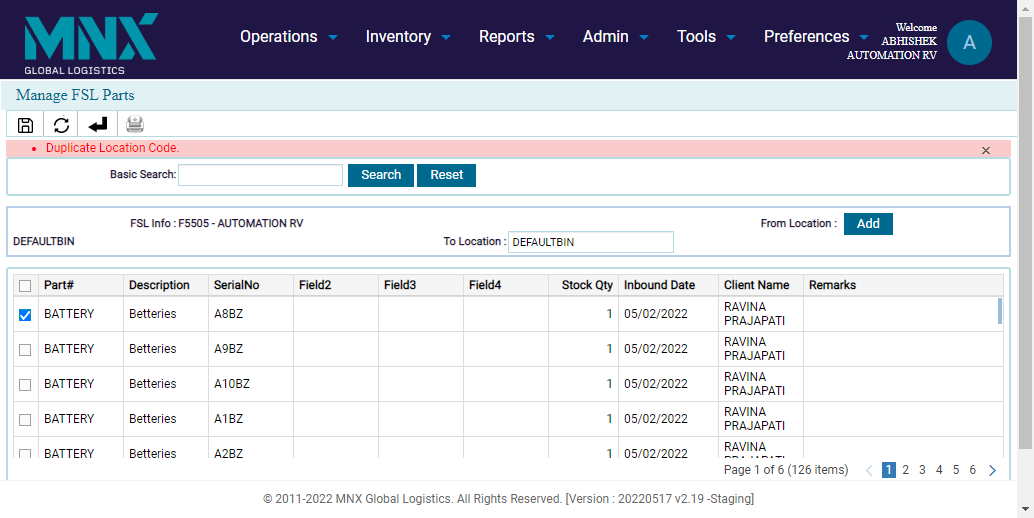 MNX
GLOBAL LOGISTICS
Operations Inventory Reports Admin Tools Preferences
Welcome
ABHISHEK
AUTOMATION RV
A
Manage FSL Parts
Duplicate Location Code.
Basic Search: Search Reset
FSL Info : F5505 - AUTOMATION RV From Location : Add
DEFAULTBIN To Location : DEFAULTBIN
Part# Description SerialNo Field2 Field3 Field4 Stock Qty Inbound Date Client Name Remarks
BATTERY Betteries A8BZ 1 05/02/2022 RAVINA
PRAJAPATI
BATTERY Betteries A9BZ 1 05/02/2022 RAVINA
PRAJAPATI
BATTERY Betteries A10BZ 1 05/02/2022 RAVINA
PRAJAPATI
BATTERY Betteries A1BZ 1 05/02/2022 RAVINA
PRAJAPATI
BATTERY Betteries A2BZ 1 05/02/2022 RAVINA
PRAJAPATI
Page 1 of 6 (126 items) 1 2 3 4 5 6
© 2011-2022 MNX Global Logistics. All Rights Reserved. [Version : 20220517 v2.19 -Staging]